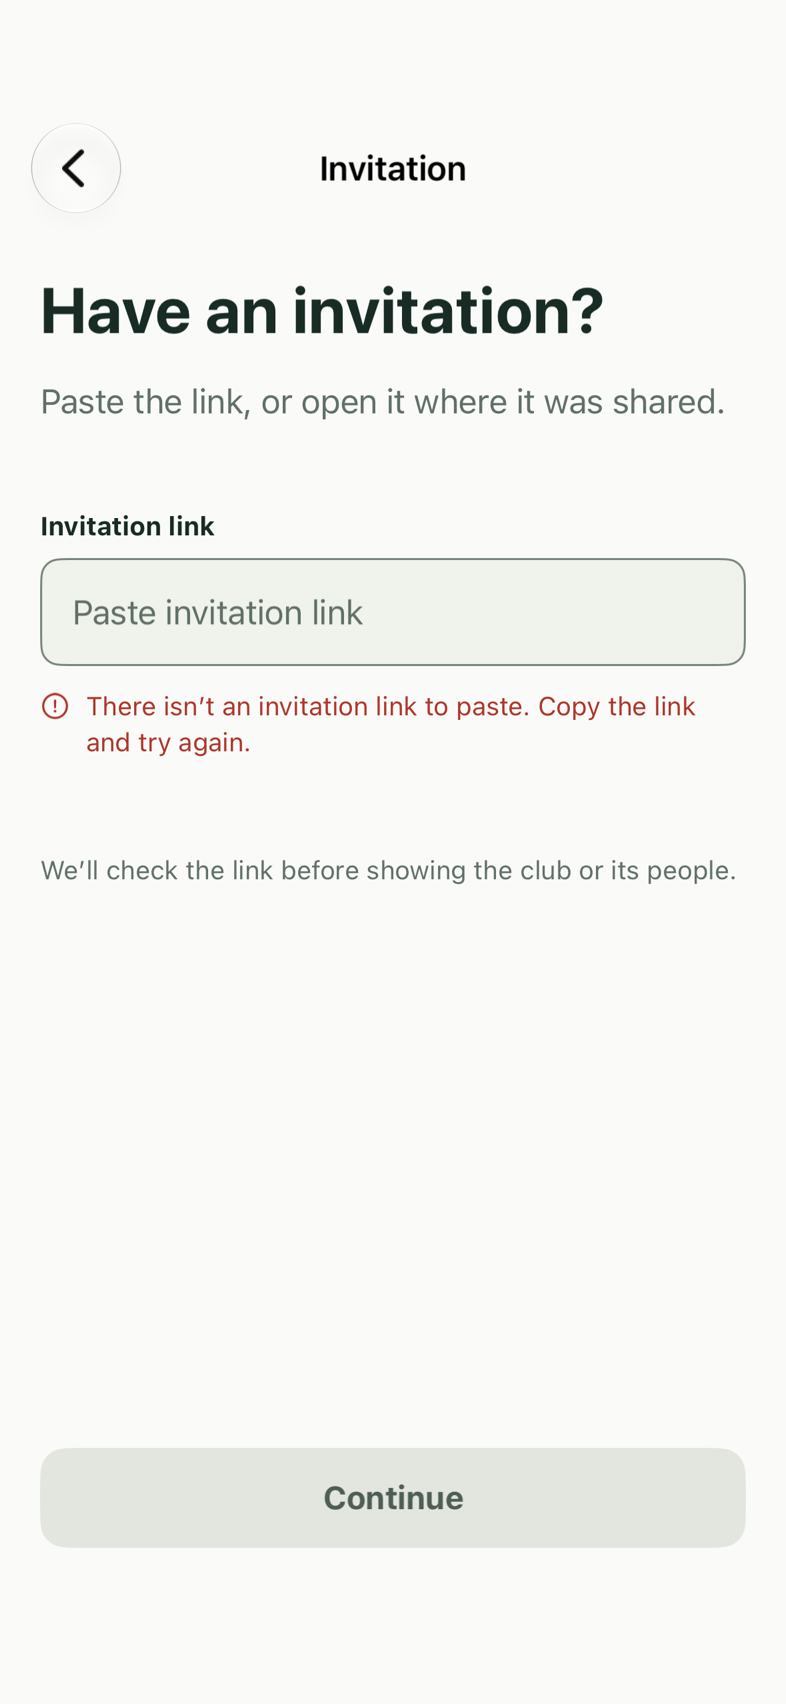 Invitation
Have an invitation?
Paste the link, or open it where it was shared.
Invitation link
Paste invitation link
There isn’t an invitation link to paste. Copy the link
and try again.
We’ll check the link before showing the club or its people.
Continue